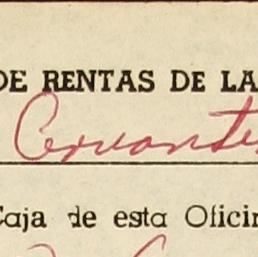 DE RENTAS DE LA
Cervantes
Caja de esta Oficin